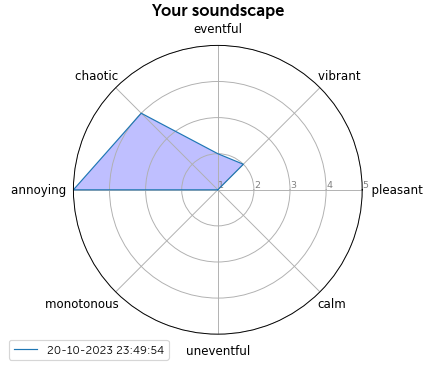 Your soundscape
eventful
chaotic
vibrant
annoying
1
2
3
4
5
pleasant
monotonous
calm
uneventful
20-10-2023 23:49:54